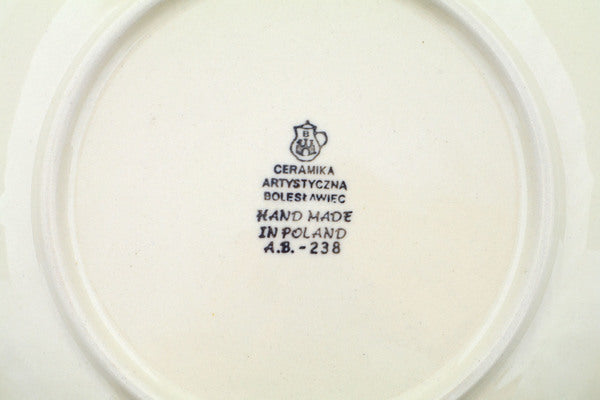 B
CERAMIKA
ARTYSTYCZNA
BOLESŁAWIEC
HAND MADE
IN POLAND
A.B. - 238